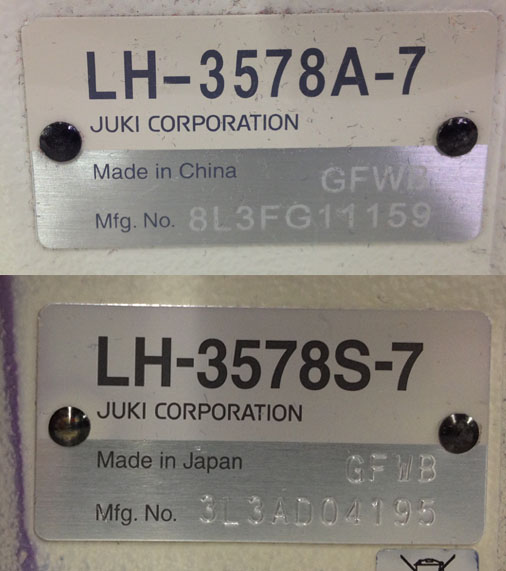 LH-3578A-7
JUKI CORPORATION
Made in China GFWB
Mfg. No. 8L3FG11159
LH-3578S-7
JUKI CORPORATION
Made in Japan GFWB
Mfg. No. 3L3AD04195